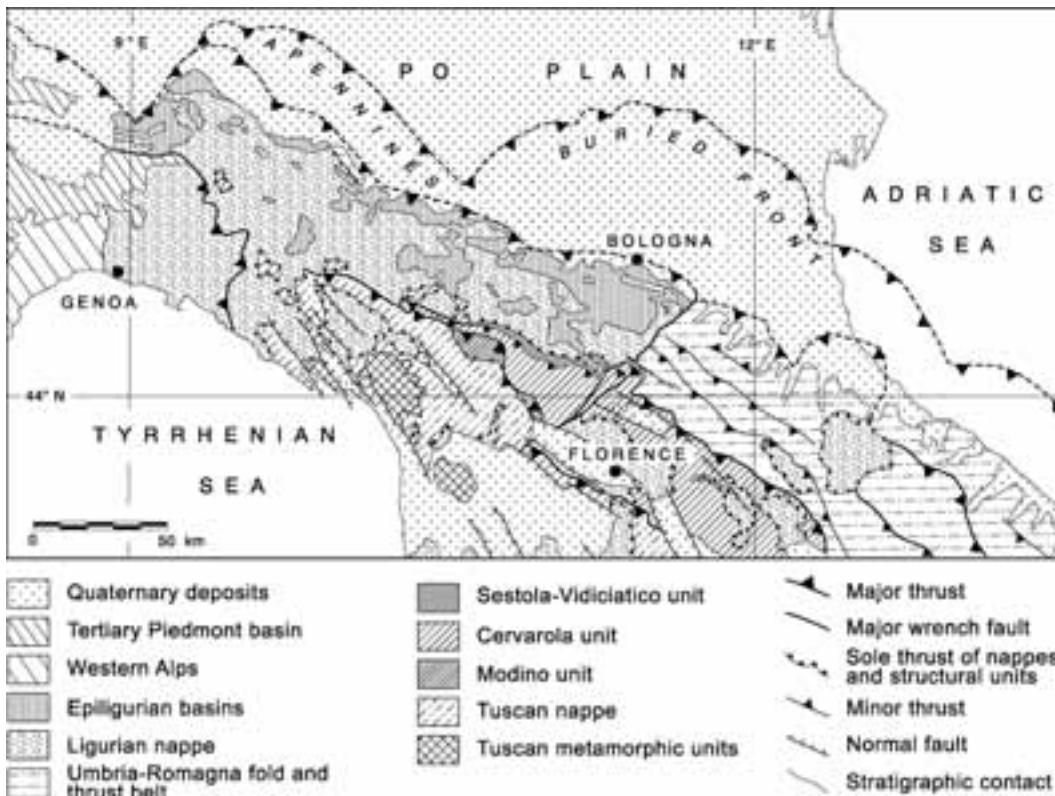 9° E
12° E
APENNINES
PO PLAIN
BURIED FRONT
ADRIATIC
SEA
BOLOGNA
GENOA
44° N
TYRRHENIAN
SEA
FLORENCE
0 50 km
Quaternary deposits
Tertiary Piedmont basin
Western Alps
Epiligurian basins
Ligurian nappe
Umbria-Romagna fold and
thrust belt
Sestola-Vidiciatico unit
Cervarola unit
Modino unit
Tuscan nappe
Tuscan metamorphic units
Major thrust
Major wrench fault
Sole thrust of nappes
and structural units
Minor thrust
Normal fault
Stratigraphic contact